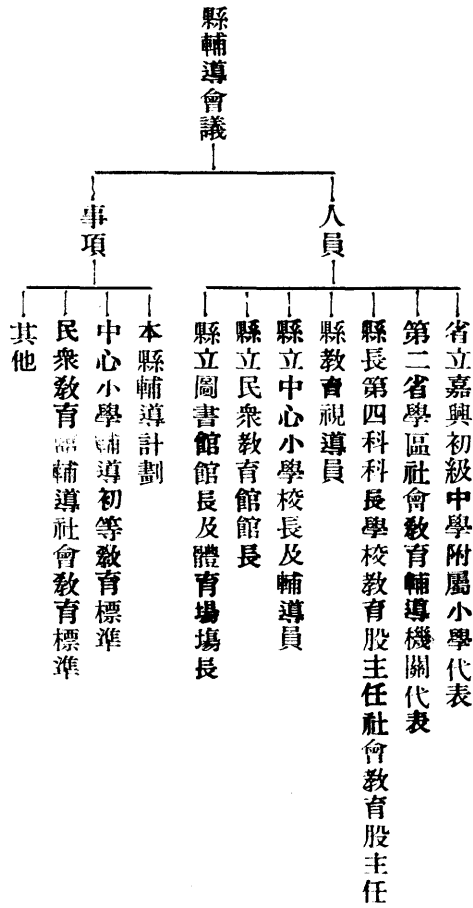 縣輔導會議
人員
省立嘉興初級中學附屬小學代表
第二省學區社會教育輔導機關代表
縣長第四科科長學校教育股主任社會教育股主任
縣教育視導員
縣立中心小學校長及輔導員
縣立民衆教育館館長
縣立圖書館館長及體育場塲長
事項
本縣輔導計劃
中心小學輔導初等教育標準
民衆教育館輔導社會教育標準
其他